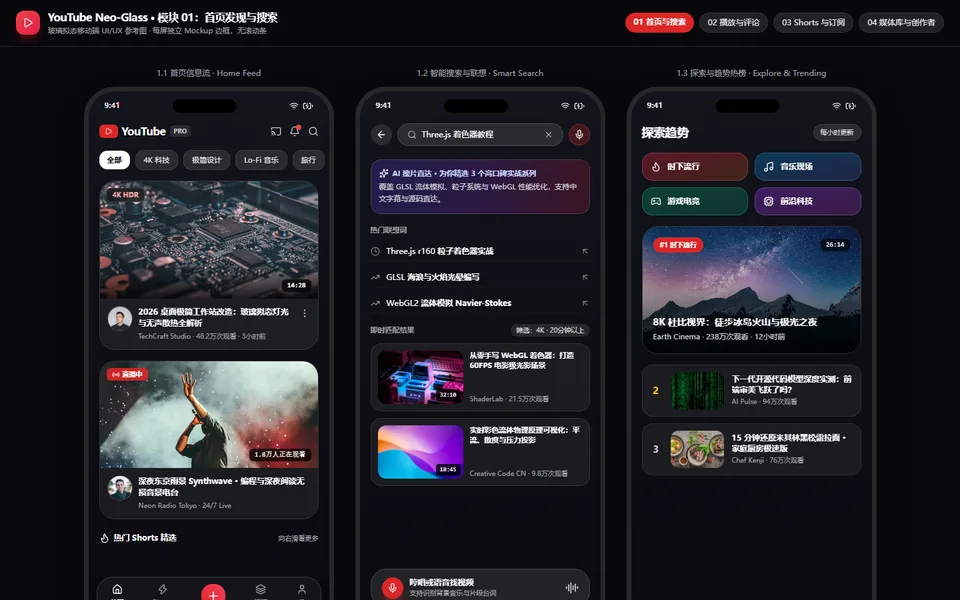 YouTube Neo-Glass • 模块 01：首页发现与搜索
玻璃拟态移动端 UI/UX 参考图 · 每屏独立 Mockup 边框，无滚动条
01 首页与搜索
02 播放与评论
03 Shorts 与订阅
04 媒体库与创作者
1.1 首页信息流 · Home Feed
9:41
YouTube PRO
全部
4K 科技
极简设计
Lo-Fi 音乐
旅行
4K HDR
14:28
2026 桌面极简工作站改造：玻璃拟态灯光
与无声散热全解析
TechCraft Studio · 48.2万次观看 · 3小时前
直播中
1.8万人正在观看
深夜东京雨景 Synthwave • 编程与深夜阅读无
损音景电台
Neon Radio Tokyo · 24/7 Live
热门 Shorts 精选
向右滑看更多
1.2 智能搜索与联想 · Smart Search
9:41
Three.js 着色器教程
AI 搜片直达 • 为你精选 3 个高口碑实战系列
覆盖 GLSL 流体模拟、粒子系统与 WebGL 性能优化，支持中
文字幕与源码直达。
热门联想词
Three.js r160 粒子着色器实战
GLSL 海浪与火焰光晕编写
WebGL2 流体模拟 Navier-Stokes
即时匹配结果
筛选：4K · 20分钟以上
32:10
从零手写 WebGL 着色器：打造
60FPS 电影极光影场景
ShaderLab · 21.5万次观看
18:45
实时彩色流体物理原理可视化：平
流、散度与压力投影
Creative Code CN · 9.8万次观看
哼唱或语音找视频
支持识别背景音乐与片段台词
1.3 探索与趋势热榜 · Explore & Trending
9:41
探索趋势
每小时更新
时下流行
音乐现场
游戏电竞
前沿科技
#1 时下流行
26:14
8K 杜比视界：徒步冰岛火山与极光之夜
Earth Cinema · 238万次观看 · 12小时前
2
下一代开源代码模型深度实测：前
端审美飞跃了吗？
AI Pulse · 94万次观看
3
15 分钟还原米其林黑松露拉面 •
家庭厨房极速版
Chef Kenji · 76万次观看